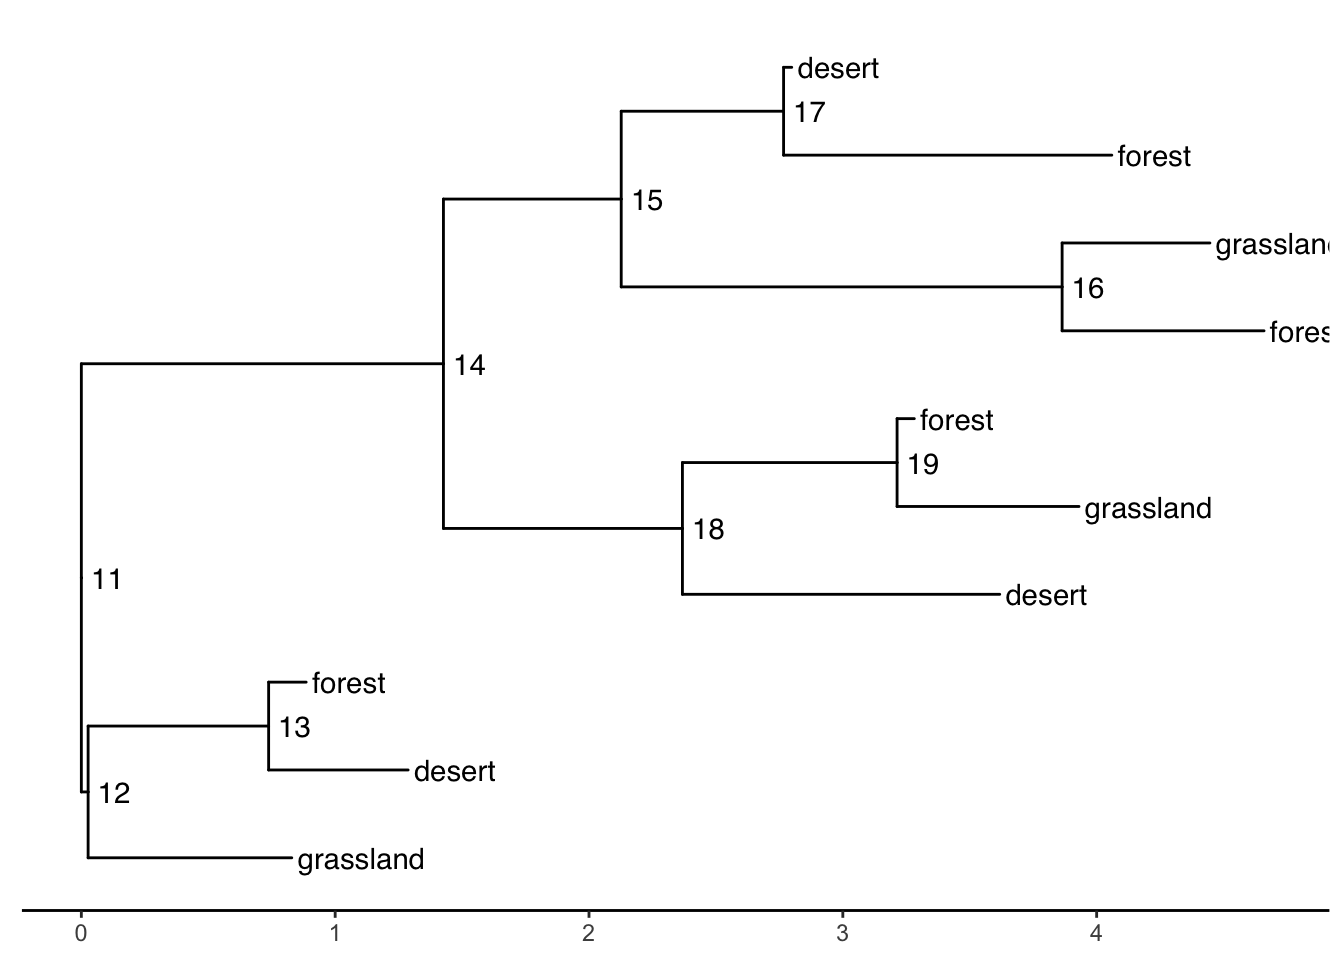 desert
17
forest
15
grasslan
16
fores
14
forest
19
grassland
18
desert
11
forest
13
desert
12
grassland
0 1 2 3 4